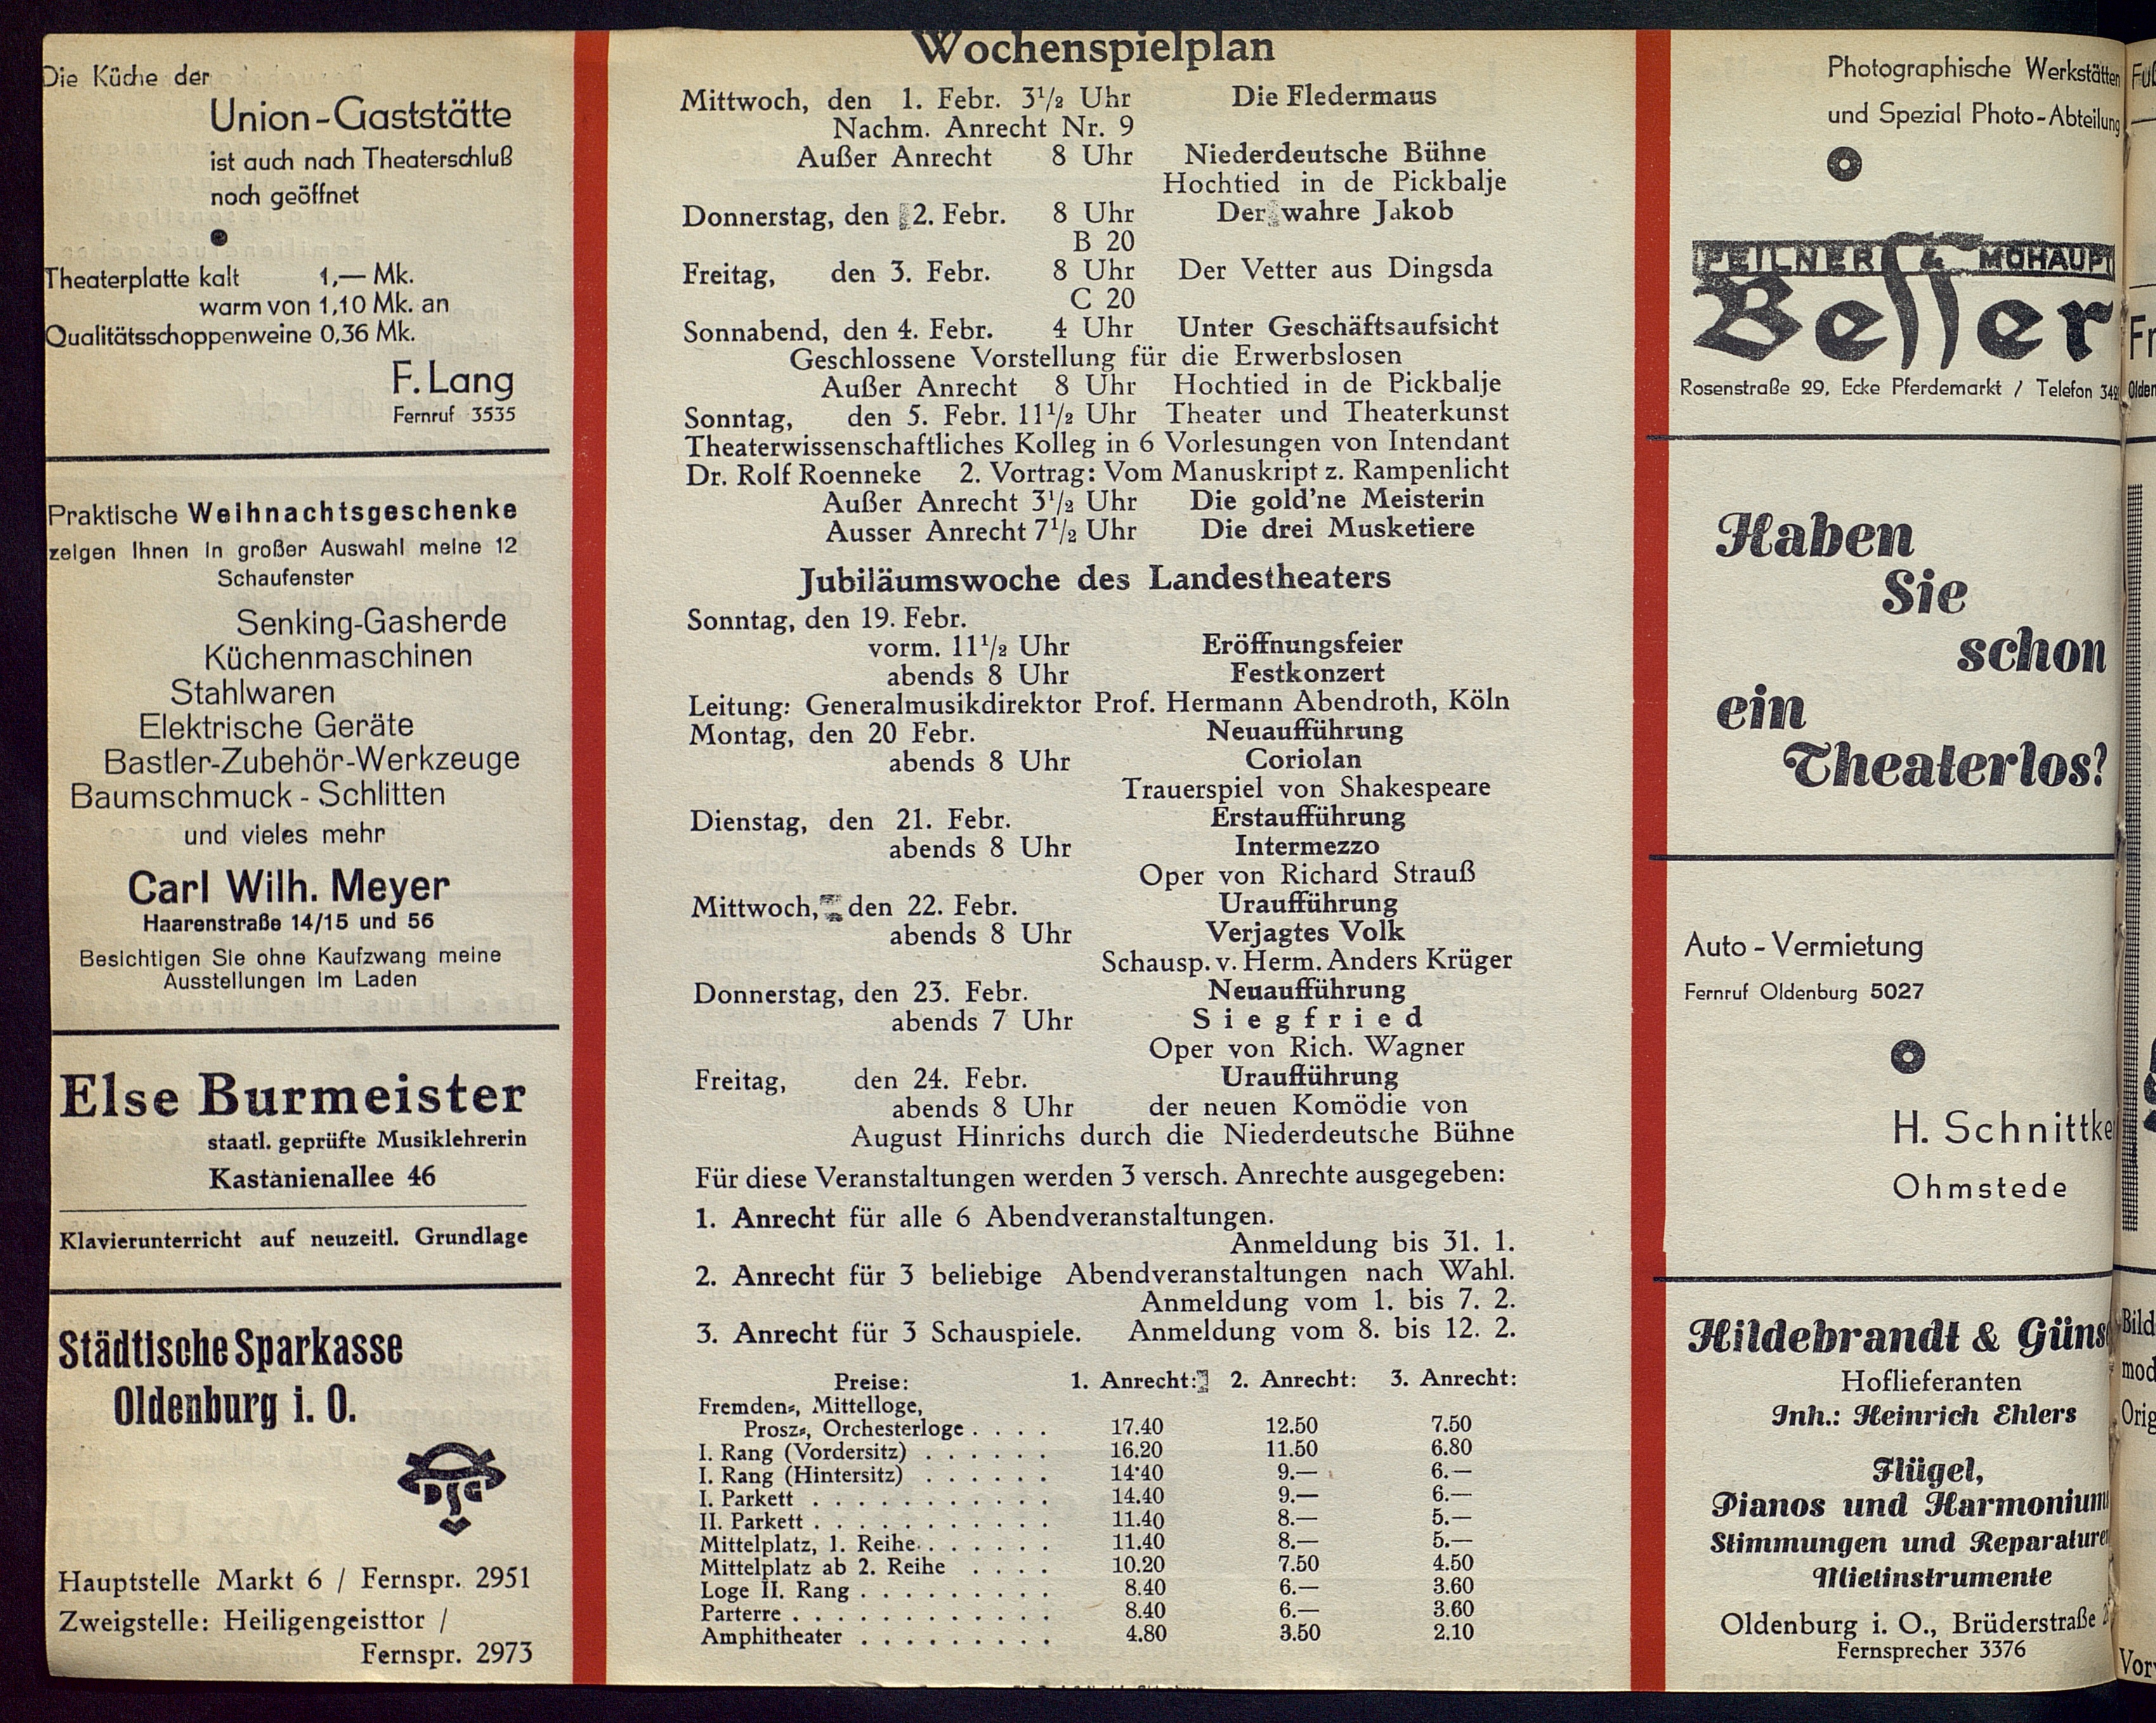 Die Küche der
Union-Gaststätte
ist auch nach Theaterschluß
noch geöffnet
Theaterplatte kalt 1,— Mk.
warm von 1,10 Mk. an
Qualitätsschoppenweine 0,36 Mk.
F. Lang
Fernruf 3535
Praktische Weihnachtsgeschenke
zeigen Ihnen in großer Auswahl meine 12
Schaufenster
Senking-Gasherde
Küchenmaschinen
Stahlwaren
Elektrische Geräte
Bastler-Zubehör-Werkzeuge
Baumschmuck - Schlitten
und vieles mehr
Carl Wilh. Meyer
Haarenstraße 14/15 und 56
Besichtigen Sie ohne Kaufzwang meine
Ausstellungen im Laden
Else Burmeister
staatl. geprüfte Musiklehrerin
Kastanienallee 46
Klavierunterricht auf neuzeitl. Grundlage
Städtische Sparkasse
Oldenburg i. O.
DSG
Hauptstelle Markt 6 / Fernspr. 2951
Zweigstelle: Heiligengeisttor /
Fernspr. 2973
Wochenspielplan
Mittwoch, den 1. Febr. 3½ Uhr Die Fledermaus
Nachm. Anrecht Nr. 9
Außer Anrecht 8 Uhr Niederdeutsche Bühne
Hochtied in de Pickbalje
Donnerstag, den 2. Febr. 8 Uhr Der wahre Jakob
B 20
Freitag, den 3. Febr. 8 Uhr Der Vetter aus Dingsda
C 20
Sonnabend, den 4. Febr. 4 Uhr Unter Geschäftsaufsicht
Geschlossene Vorstellung für die Erwerbslosen
Außer Anrecht 8 Uhr Hochtied in de Pickbalje
Sonntag, den 5. Febr. 11½ Uhr Theater und Theaterkunst
Theaterwissenschaftliches Kolleg in 6 Vorlesungen von Intendant
Dr. Rolf Roenneke 2. Vortrag: Vom Manuskript z. Rampenlicht
Außer Anrecht 3½ Uhr Die gold'ne Meisterin
Ausser Anrecht 7½ Uhr Die drei Musketiere
Jubiläumswoche des Landestheaters
Sonntag, den 19. Febr.
vorm. 11½ Uhr Eröffnungsfeier
abends 8 Uhr Festkonzert
Leitung: Generalmusikdirektor Prof. Hermann Abendroth, Köln
Montag, den 20 Febr. Neuaufführung
abends 8 Uhr Coriolan
Trauerspiel von Shakespeare
Dienstag, den 21. Febr. Erstaufführung
abends 8 Uhr Intermezzo
Oper von Richard Strauß
Mittwoch, den 22. Febr. Uraufführung
abends 8 Uhr Verjagtes Volk
Schausp. v. Herm. Anders Krüger
Donnerstag, den 23. Febr. Neuaufführung
abends 7 Uhr Siegfried
Oper von Rich. Wagner
Freitag, den 24. Febr. Uraufführung
abends 8 Uhr der neuen Komödie von
August Hinrichs durch die Niederdeutsche Bühne
Für diese Veranstaltungen werden 3 versch. Anrechte ausgegeben:
1. Anrecht für alle 6 Abendveranstaltungen.
Anmeldung bis 31. 1.
2. Anrecht für 3 beliebige Abendveranstaltungen nach Wahl.
Anmeldung vom 1. bis 7. 2.
3. Anrecht für 3 Schauspiele. Anmeldung vom 8. bis 12. 2.
Preise: 1. Anrecht: 2. Anrecht: 3. Anrecht:
Fremden-, Mittelloge,
Prosz-, Orchesterloge . . . . 17.40 12.50 7.50
I. Rang (Vordersitz) . . . . . . 16.20 11.50 6.80
I. Rang (Hintersitz) . . . . . . 14·40 9.— 6.—
I. Parkett . . . . . . . . . . . 14.40 9.— 6.—
II. Parkett . . . . . . . . . . . 11.40 8.— 5.—
Mittelplatz, 1. Reihe . . . . . . 11.40 8.— 5.—
Mittelplatz ab 2. Reihe . . . . 10.20 7.50 4.50
Loge II. Rang . . . . . . . . . 8.40 6.— 3.60
Parterre . . . . . . . . . . . . 8.40 6.— 3.60
Amphitheater . . . . . . . . . 4.80 3.50 2.10
Photographische Werkstätten
und Spezial Photo-Abteilung
FEILNER & MOHAUPT
Besser
Rosenstraße 29, Ecke Pferdemarkt / Telefon
Haben
Sie
schon
ein
Theaterlos?
Auto-Vermietung
Fernruf Oldenburg 5027
H. Schnittke
Ohmstede
Hildebrandt &
Hoflieferanten
Inh.: Heinrich Ehlers
Flügel,
Pianos und Harmoniums
Stimmungen und Reparaturen
Mietinstrumente
Oldenburg i. O., Brüderstraße
Fernsprecher 3376